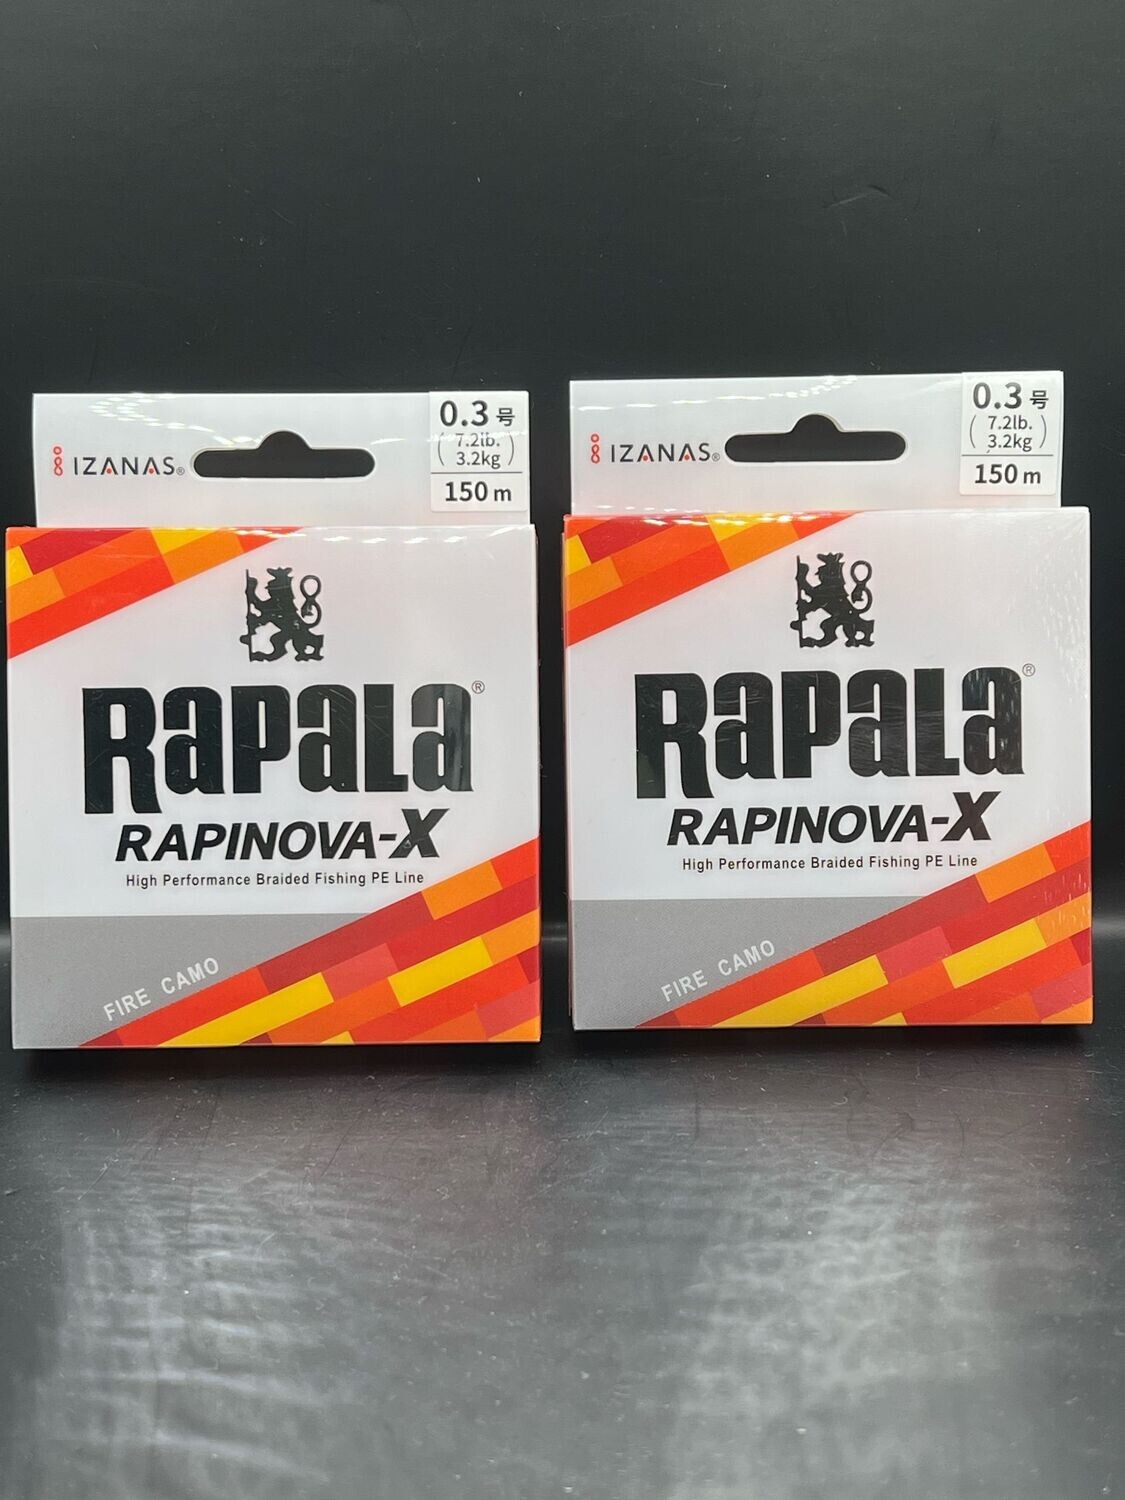 IZANAS®
0.3号
(7.2lb.
3.2kg)
150m
RAPALA®
RAPINOVA-X
High Performance Braided Fishing PE Line
FIRE CAMO
IZANAS®
0.3号
(7.2lb.
3.2kg)
150m
RAPALA®
RAPINOVA-X
High Performance Braided Fishing PE Line
FIRE CAMO